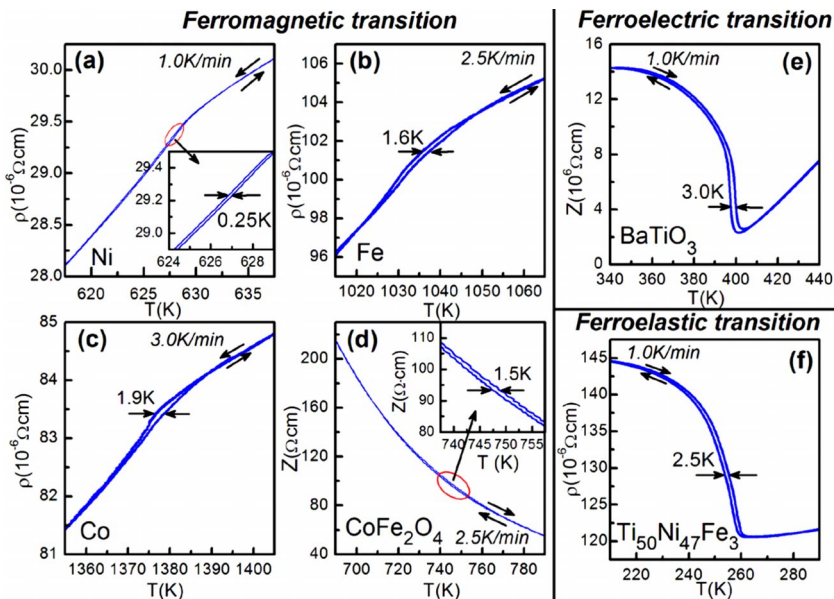 Ferromagnetic transition
Ferroelectric transition
(a)
1.0K/min
30.0
29.5
29.0
28.5
28.0
ρ(10⁻⁶Ωcm)
29.4
29.2
29.0
0.25K
624 626 628
Ni
620 625 630 635
T(K)
(b)
2.5K/min
106
104
102
100
98
96
ρ(10⁻⁶Ωcm)
1.6K
Fe
1020 1030 1040 1050 1060
T(K)
(e)
1.0K/min
16
12
8
4
0
Z(10⁶Ωcm)
3.0K
BaTiO₃
340 360 380 400 420 440
T(K)
(c)
3.0K/min
85
84
83
82
81
ρ(10⁻⁶Ωcm)
1.9K
Co
1360 1370 1380 1390 1400
T(K)
(d)
200
160
120
80
40
Z(Ωcm)
110
100
90
80
Z(Ω·cm)
1.5K
740 745 750 755
T (K)
CoFe₂O₄
2.5K/min
700 720 740 760 780
T(K)
Ferroelastic transition
(f)
1.0K/min
145
140
135
130
125
120
ρ(10⁻⁶Ωcm)
2.5K
Ti₅₀Ni₄₇Fe₃
220 240 260 280
T(K)